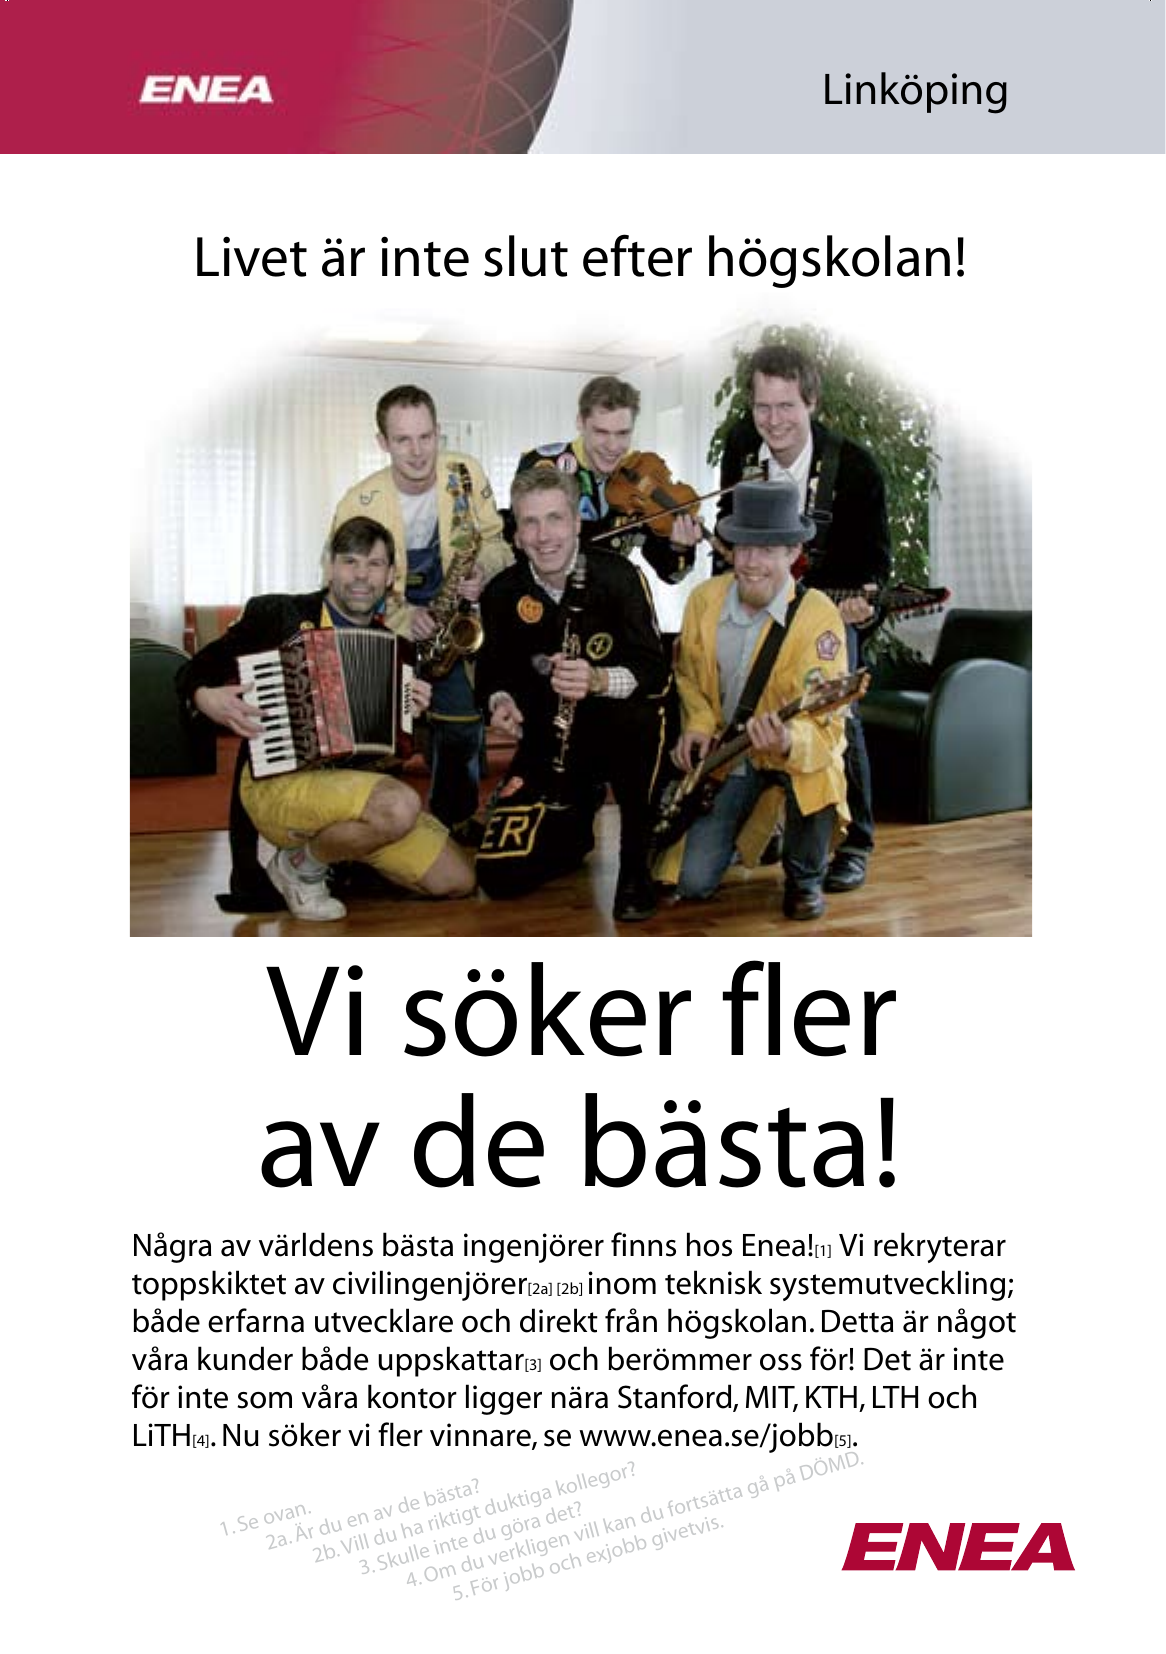 ENEA
Linköping
Livet är inte slut efter högskolan!
ER
Vi söker fler
av de bästa!
Några av världens bästa ingenjörer finns hos Enea![1] Vi rekryterar
toppskiktet av civilingenjörer[2a] [2b] inom teknisk systemutveckling;
både erfarna utvecklare och direkt från högskolan. Detta är något
våra kunder både uppskattar[3] och berömmer oss för! Det är inte
för inte som våra kontor ligger nära Stanford, MIT, KTH, LTH och
LiTH[4]. Nu söker vi fler vinnare, se www.enea.se/jobb[5].
1. Se ovan.
2a. Är du en av de bästa?
2b. Vill du ha riktigt duktiga kollegor?
3. Skulle inte du göra det?
4. Om du verkligen vill kan du fortsätta gå på DÖMD.
5. För jobb och exjobb givetvis.
ENEA